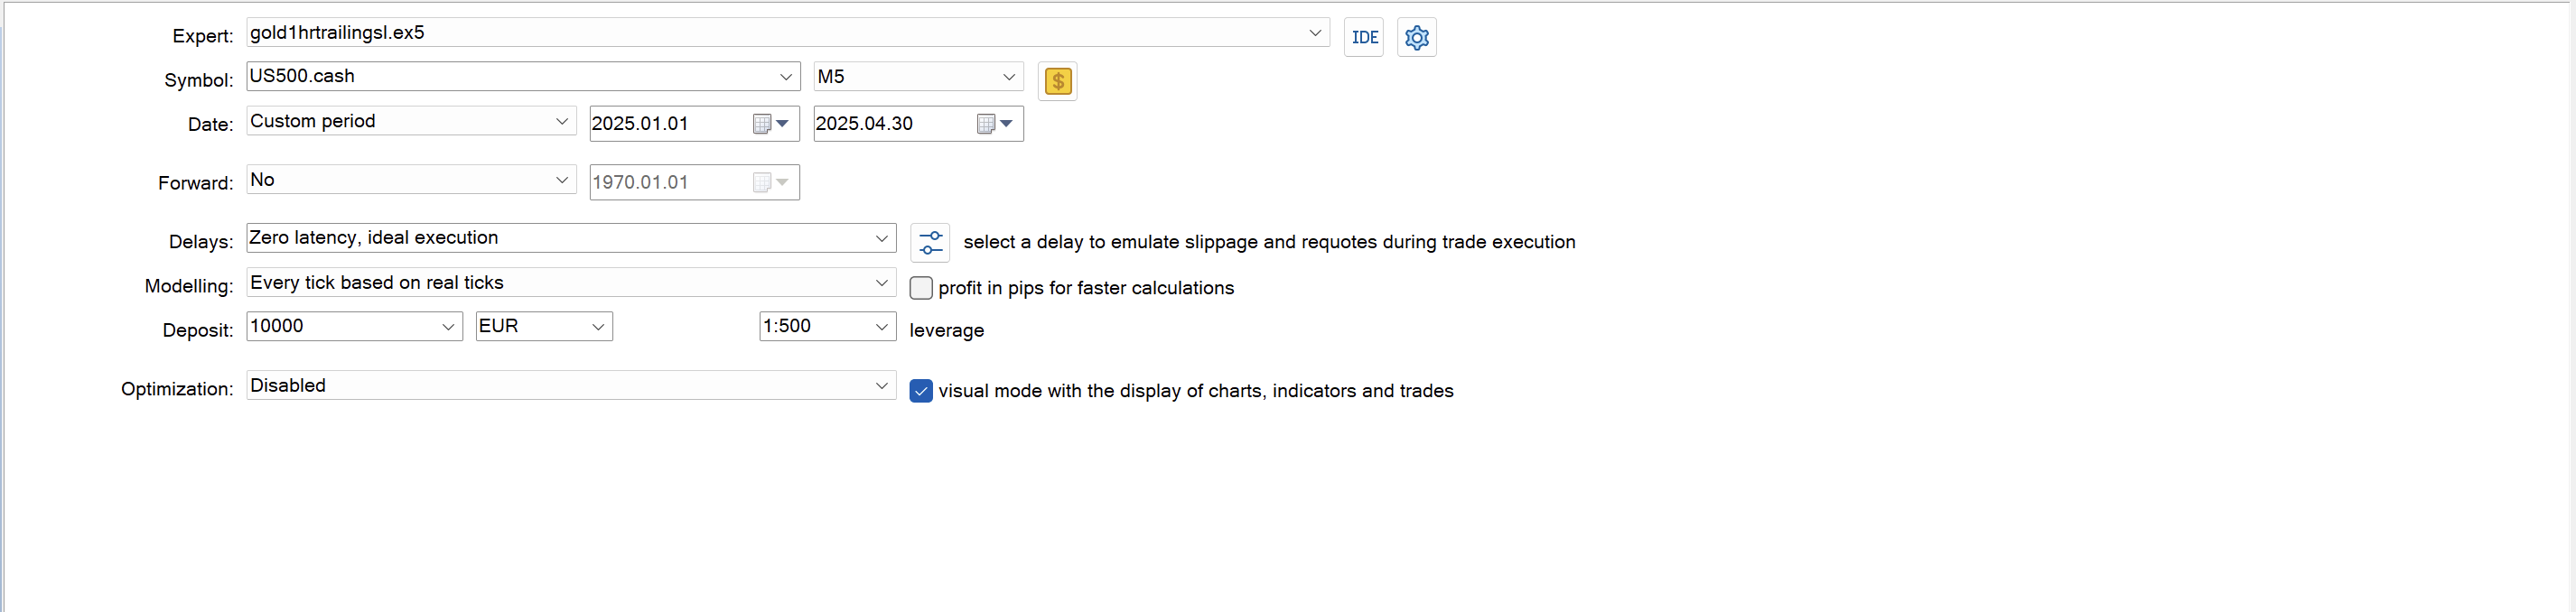 Expert: gold1hrtrailingsl.ex5 IDE
Symbol: US500.cash M5 $
Date: Custom period 2025.01.01 2025.04.30
Forward: No 1970.01.01
Delays: Zero latency, ideal execution select a delay to emulate slippage and requotes during trade execution
Modelling: Every tick based on real ticks profit in pips for faster calculations
Deposit: 10000 EUR 1:500 leverage
Optimization: Disabled visual mode with the display of charts, indicators and trades